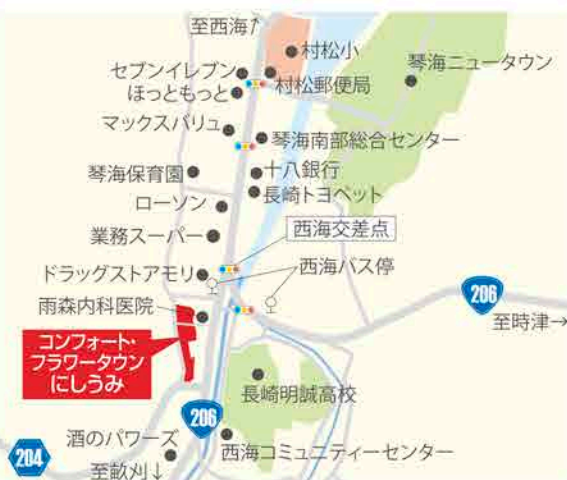 至西海↑
村松小
セブンイレブン
ほっともっと
村松郵便局
琴海ニュータウン
マックスバリュ
琴海南部総合センター
琴海保育園
十八銀行
長崎トヨペット
ローソン
業務スーパー
西海交差点
ドラッグストアモリ
西海バス停
206
至時津→
雨森内科医院
コンフォート・
フラワータウン
にしうみ
長崎明誠高校
206
酒のパワーズ
西海コミュニティーセンター
204
至畝刈↓